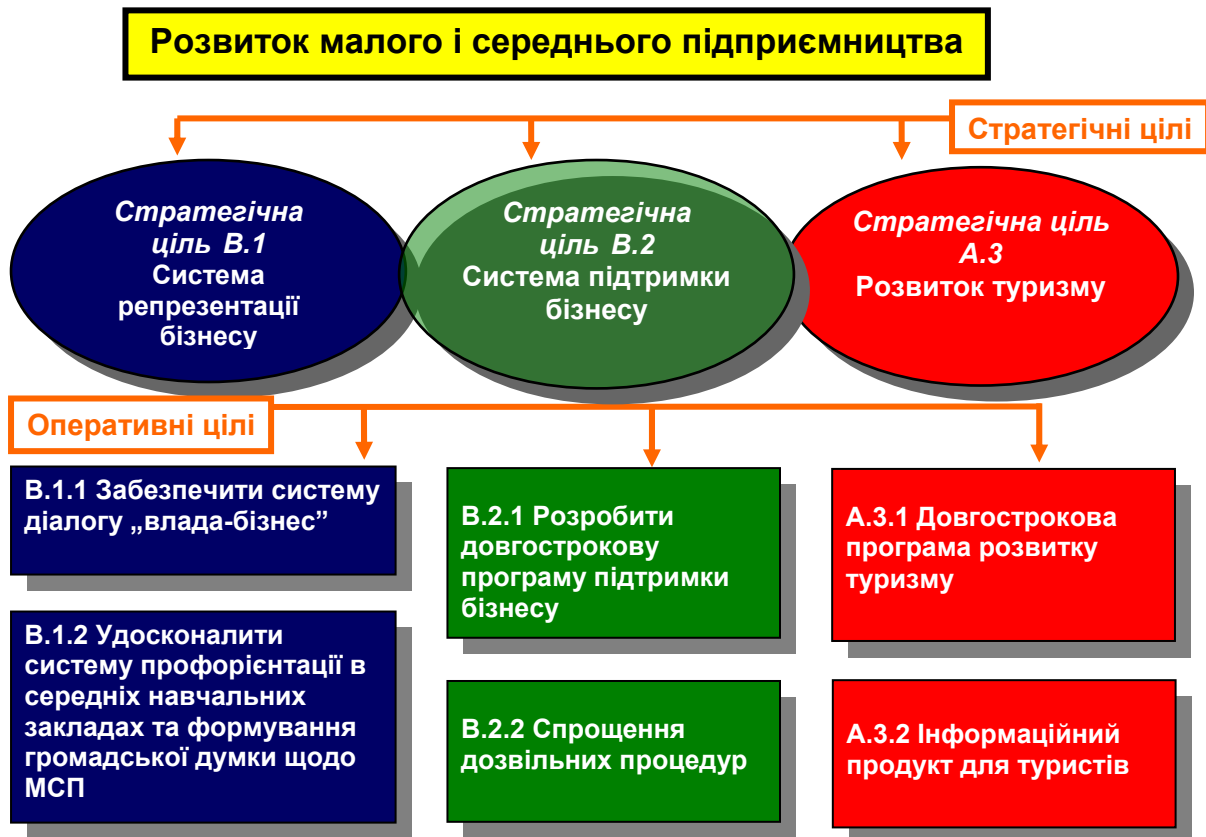 Розвиток малого і середнього підприємництва
Стратегічні цілі
Стратегічна
ціль В.1
Система
репрезентації
бізнесу
Стратегічна
ціль В.2
Система підтримки
бізнесу
Стратегічна ціль
А.3
Розвиток туризму
Оперативні цілі
В.1.1 Забезпечити систему
діалогу „влада-бізнес”
В.1.2 Удосконалити
систему профорієнтації в
середніх навчальних
закладах та формування
громадської думки щодо
МСП
В.2.1 Розробити
довгострокову
програму підтримки
бізнесу
В.2.2 Спрощення
дозвільних процедур
А.3.1 Довгострокова
програма розвитку
туризму
А.3.2 Інформаційний
продукт для туристів